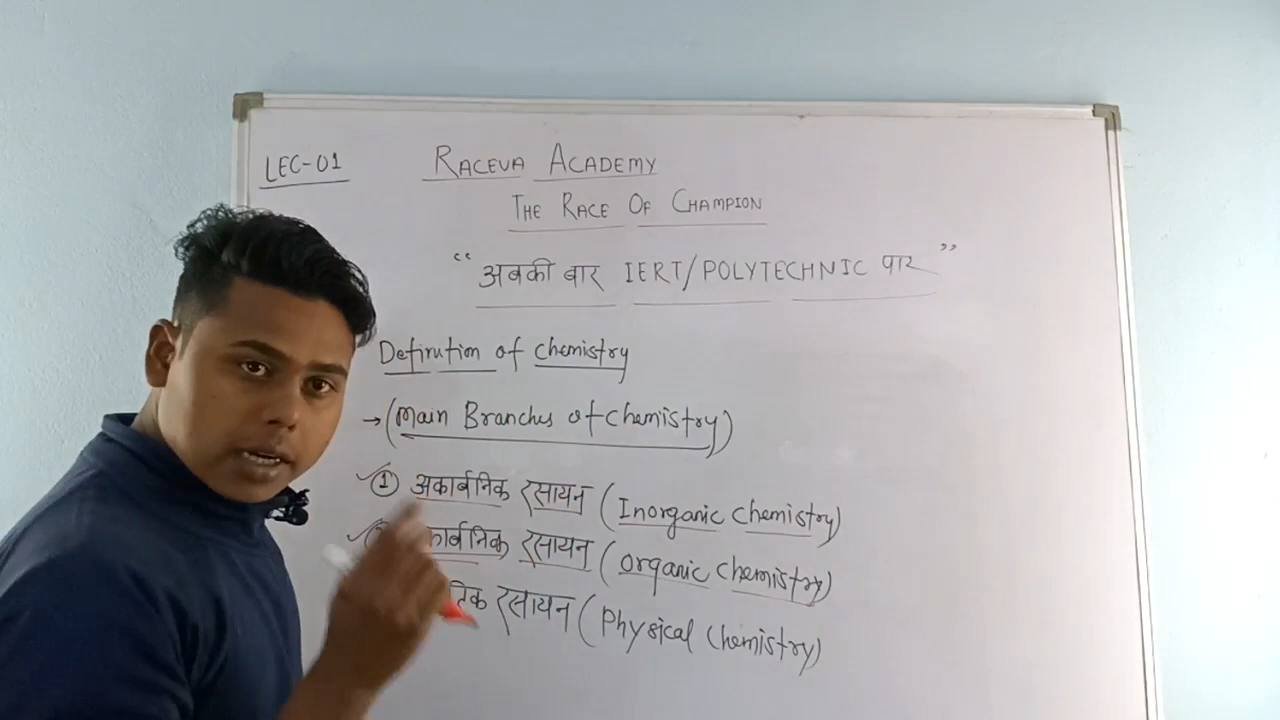 LEC-01
RACEVA ACADEMY
THE RACE OF CHAMPION
“ अबकी बार IERT/POLYTECHNIC पार ”
Definition of chemistry
→ (Main Branches of chemistry)
① अकार्बनिक रसायन (Inorganic chemistry)
कार्बनिक रसायन (Organic chemistry)
रसायन (Physical chemistry)